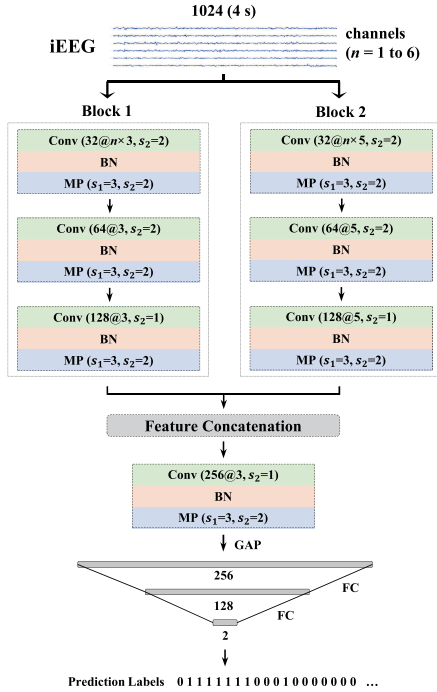 1024 (4 s)
iEEG
channels
(n = 1 to 6)
Block 1
Conv (32@n×3, s₂=2)
BN
MP (s₁=3, s₂=2)
Conv (64@3, s₂=2)
BN
MP (s₁=3, s₂=2)
Conv (128@3, s₂=1)
BN
MP (s₁=3, s₂=2)
Block 2
Conv (32@n×5, s₂=2)
BN
MP (s₁=3, s₂=2)
Conv (64@5, s₂=2)
BN
MP (s₁=3, s₂=2)
Conv (128@5, s₂=1)
BN
MP (s₁=3, s₂=2)
Feature Concatenation
Conv (256@3, s₂=1)
BN
MP (s₁=3, s₂=2)
GAP
256
FC
128
FC
2
Prediction Labels 0 1 1 1 1 1 1 1 0 0 0 1 0 0 0 0 0 0 0 …